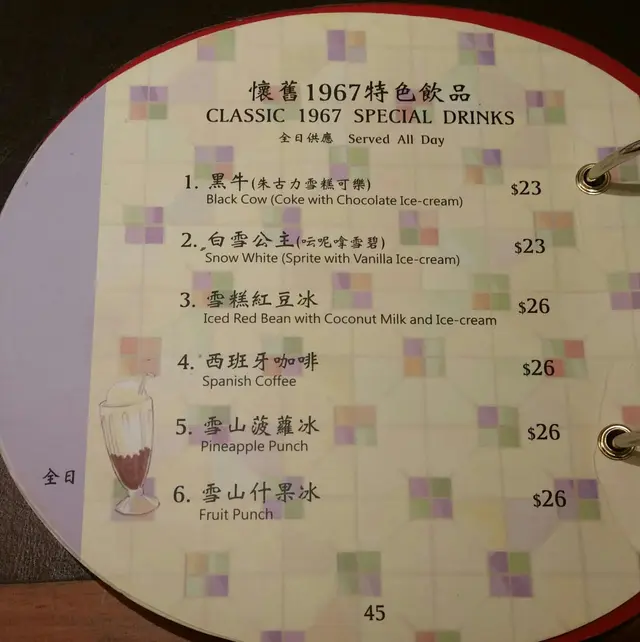 懷舊1967特色飲品
CLASSIC 1967 SPECIAL DRINKS
全日供應 Served All Day
1. 黑牛(朱古力雪糕可樂) $23
Black Cow (Coke with Chocolate Ice-cream)
2. 白雪公主(呍呢拿雪碧) $23
Snow White (Sprite with Vanilla Ice-cream)
3. 雪糕紅豆冰 $26
Iced Red Bean with Coconut Milk and Ice-cream
4. 西班牙咖啡 $26
Spanish Coffee
5. 雪山菠蘿冰 $26
Pineapple Punch
6. 雪山什果冰 $26
Fruit Punch
全日
45